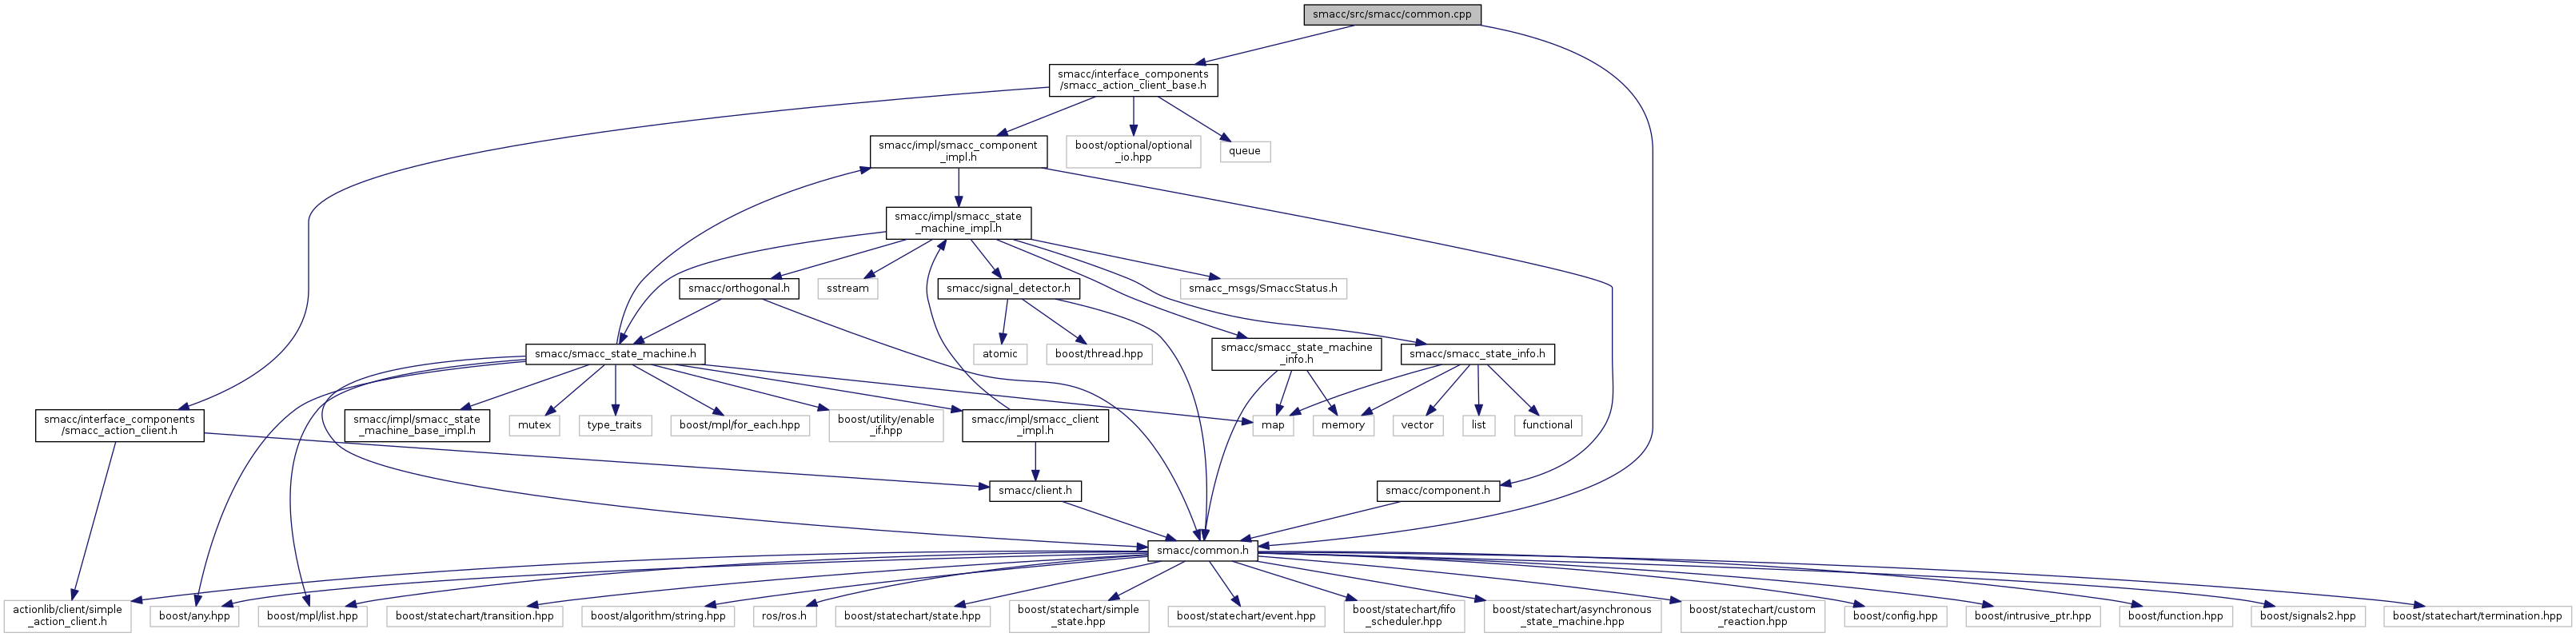 smacc/src/smacc/common.cpp
smacc/interface_components
/smacc_action_client_base.h
smacc/impl/smacc_component
_impl.h
boost/optional/optional
_io.hpp
queue
smacc/impl/smacc_state
_machine_impl.h
smacc/orthogonal.h
sstream
smacc/signal_detector.h
smacc_msgs/SmaccStatus.h
smacc/smacc_state_machine.h
atomic
boost/thread.hpp
smacc/smacc_state_machine
_info.h
smacc/smacc_state_info.h
smacc/interface_components
/smacc_action_client.h
smacc/impl/smacc_state
_machine_base_impl.h
mutex
type_traits
boost/mpl/for_each.hpp
boost/utility/enable
_if.hpp
smacc/impl/smacc_client
_impl.h
map
memory
vector
list
functional
smacc/client.h
smacc/component.h
smacc/common.h
actionlib/client/simple
_action_client.h
boost/any.hpp
boost/mpl/list.hpp
boost/statechart/transition.hpp
boost/algorithm/string.hpp
ros/ros.h
boost/statechart/state.hpp
boost/statechart/simple
_state.hpp
boost/statechart/event.hpp
boost/statechart/fifo
_scheduler.hpp
boost/statechart/asynchronous
_state_machine.hpp
boost/statechart/custom
_reaction.hpp
boost/config.hpp
boost/intrusive_ptr.hpp
boost/function.hpp
boost/signals2.hpp
boost/statechart/termination.hpp